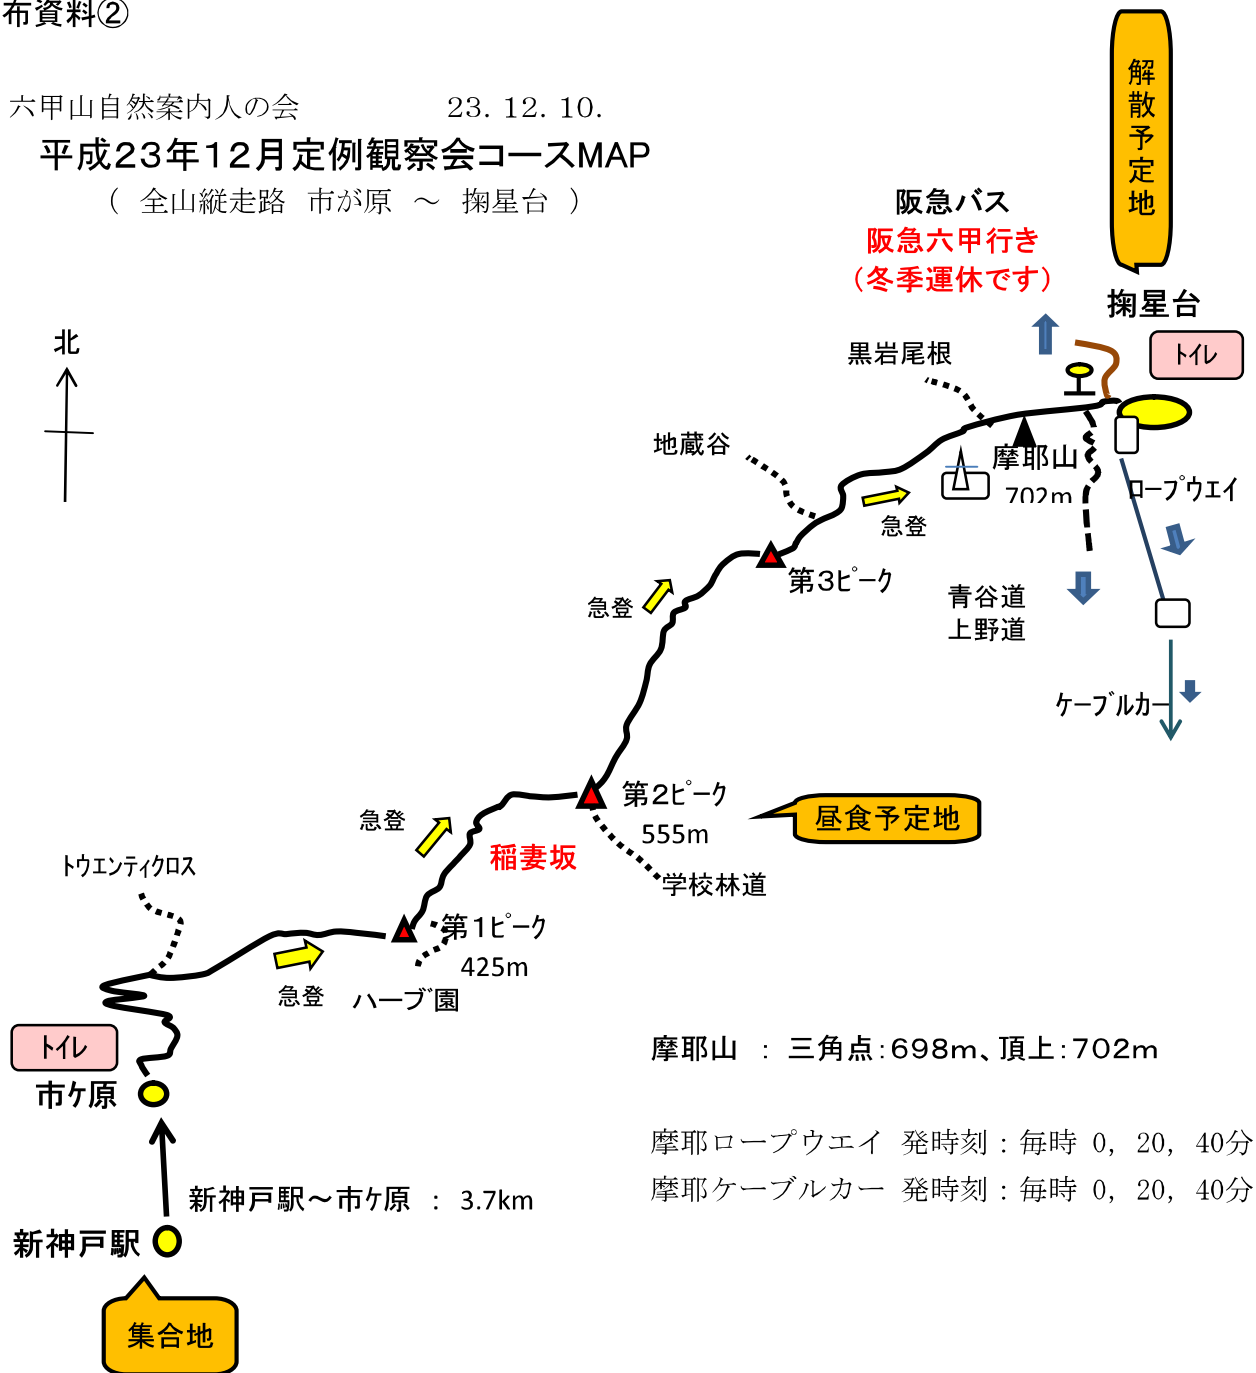 布資料②
六甲山自然案内人の会 23. 12. 10.
平成23年12月定例観察会コースMAP
( 全山縦走路 市が原 ~ 掬星台 )
解散予定地
阪急バス
阪急六甲行き
(冬季運休です)
掬星台
トイレ
北
黒岩尾根
地蔵谷
摩耶山
702m
ロープウエイ
急登
第3ピーク
急登
青谷道
上野道
ケーブルカー
第2ピーク
555m
昼食予定地
急登
稲妻坂
学校林道
トウエンティクロス
第1ピーク
425m
急登
ハーブ園
トイレ
市ケ原
摩耶山 : 三角点:698m、頂上:702m
摩耶ロープウエイ 発時刻:毎時 0, 20, 40分
摩耶ケーブルカー 発時刻:毎時 0, 20, 40分
新神戸駅~市ケ原 : 3.7km
新神戸駅
集合地